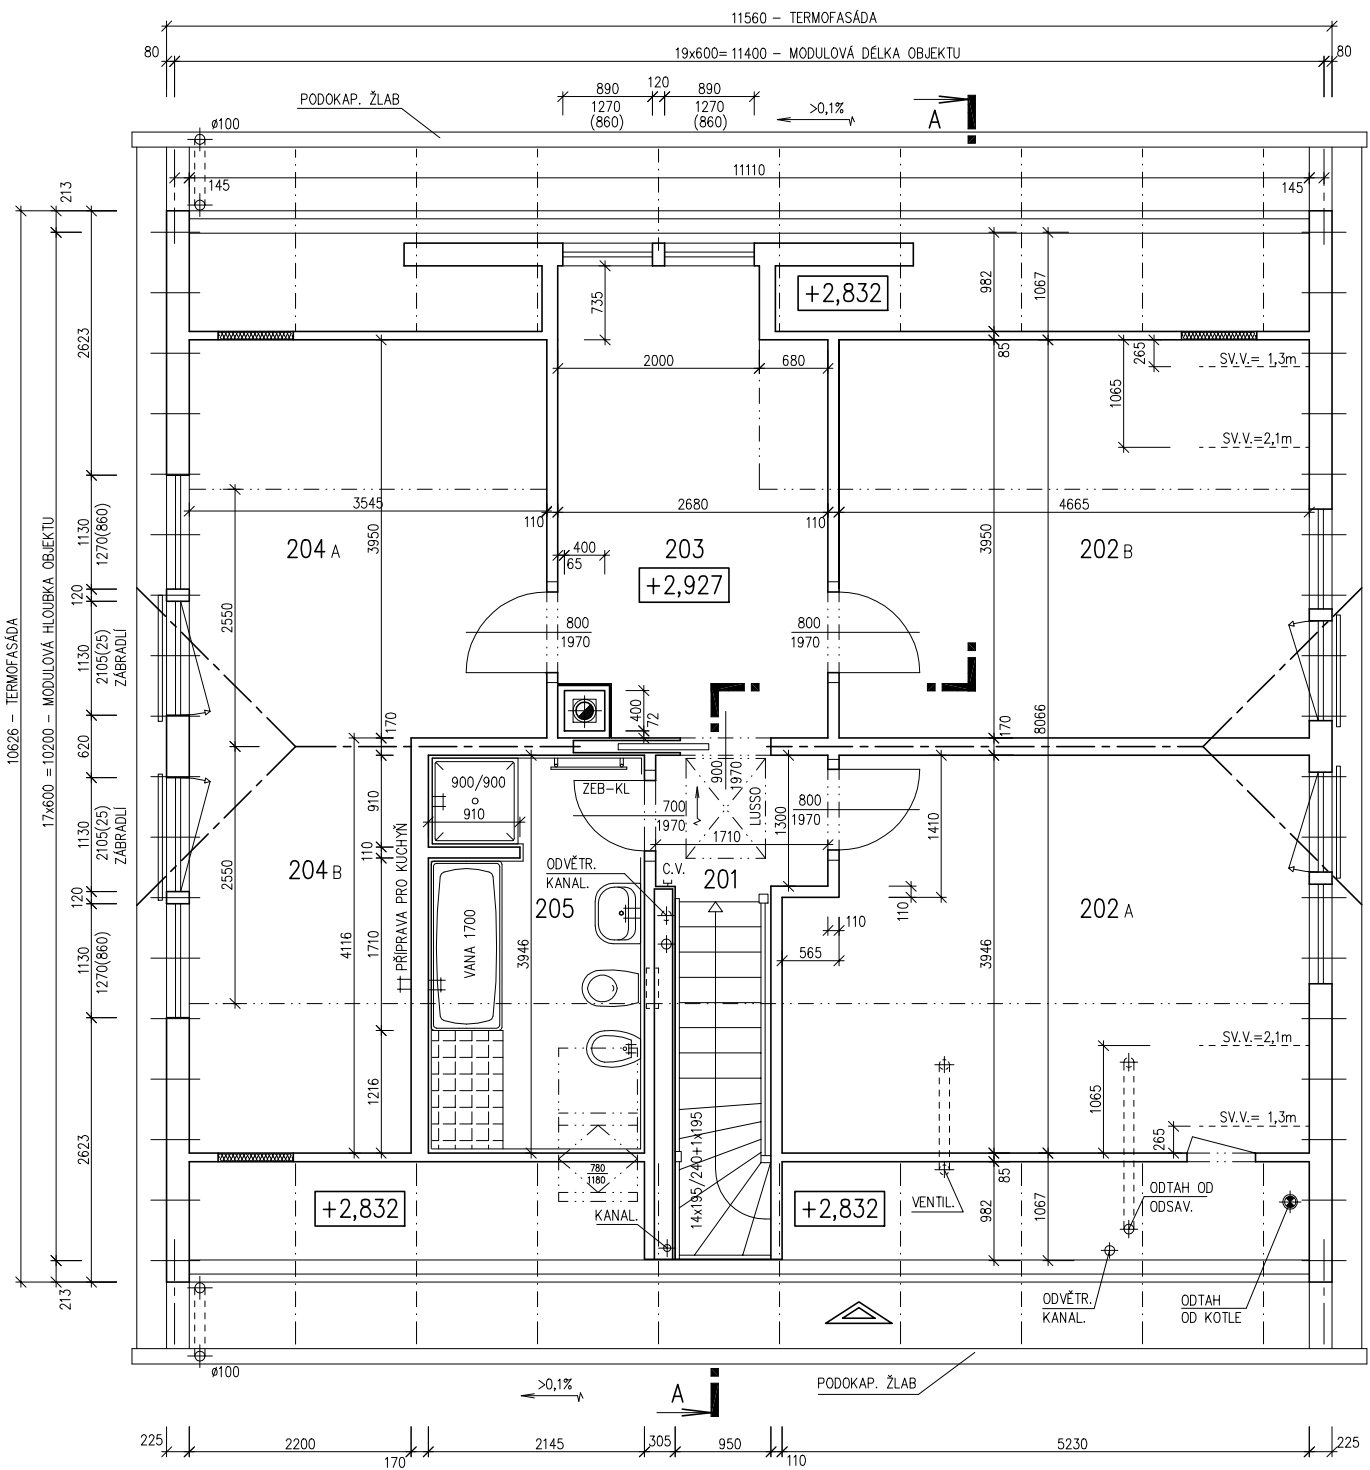 11560 – TERMOFASÁDA
80
19x600= 11400 – MODULOVÁ DÉLKA OBJEKTU
80
890
120
890
1270
1270
(860)
(860)
PODOKAP. ŽLAB
>0,1%
A
ø100
213
145
11110
145
+2,832
735
982
1067
2623
85
265
SV.V.= 1,3m
2000
680
1065
SV.V.=2,1m
3545
110
2680
110
4665
3950
3950
1130
1270(860)
204 A
203
202 B
+2,927
400
65
120
2550
800
1970
800
1970
1130
2105(25)
ZÁBRADLÍ
10626 – TERMOFASÁDA
17x600 =10200 – MODULOVÁ HLOUBKA OBJEKTU
170
400
72
170
8066
620
900
1970
900/900
ZEB–KL
910
910
700
1970
LUSSO
800
1970
1300
1410
1130
2105(25)
ZÁBRADLÍ
1710
110
PŘÍPRAVA PRO KUCHYŇ
ODVĚTR.
KANAL.
C.V.
2550
204 B
201
205
202 A
120
110
110
1130
1270(860)
4116
1710
VANA 1700
3946
565
3946
1216
SV.V.=2,1m
1065
SV.V.= 1,3m
265
2623
14x195/240+1x195
780
1180
85
+2,832
+2,832
KANAL.
VENTIL.
982
1067
ODTAH OD
ODSAV.
213
ODVĚTR.
KANAL.
ODTAH
OD KOTLE
ø100
>0,1%
A
PODOKAP. ŽLAB
225
2200
170
2145
305
950
110
5230
225